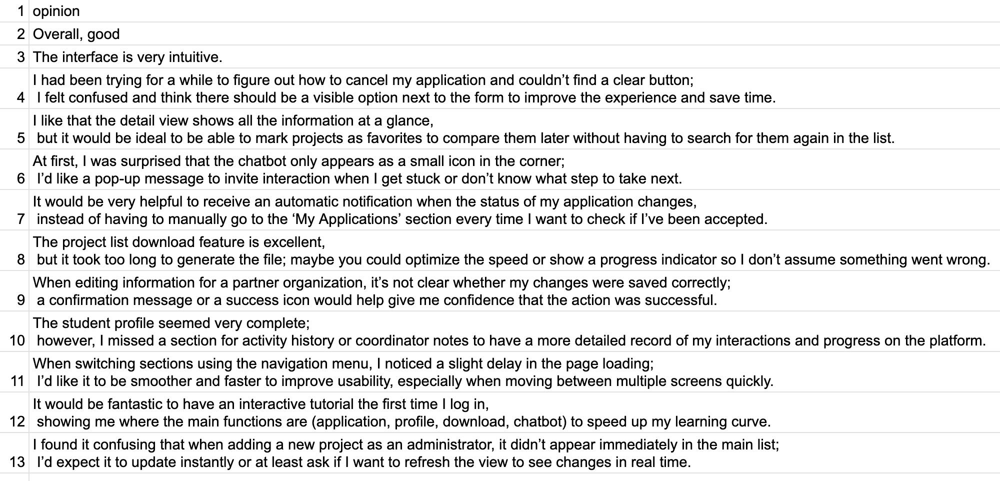 1 opinion
2 Overall, good
3 The interface is very intuitive.
I had been trying for a while to figure out how to cancel my application and couldn’t find a clear button;
4 I felt confused and think there should be a visible option next to the form to improve the experience and save time.
I like that the detail view shows all the information at a glance,
5 but it would be ideal to be able to mark projects as favorites to compare them later without having to search for them again in the list.
At first, I was surprised that the chatbot only appears as a small icon in the corner;
6 I’d like a pop-up message to invite interaction when I get stuck or don’t know what step to take next.
It would be very helpful to receive an automatic notification when the status of my application changes,
7 instead of having to manually go to the ‘My Applications’ section every time I want to check if I’ve been accepted.
The project list download feature is excellent,
8 but it took too long to generate the file; maybe you could optimize the speed or show a progress indicator so I don’t assume something went wrong.
When editing information for a partner organization, it’s not clear whether my changes were saved correctly;
9 a confirmation message or a success icon would help give me confidence that the action was successful.
The student profile seemed very complete;
10 however, I missed a section for activity history or coordinator notes to have a more detailed record of my interactions and progress on the platform.
When switching sections using the navigation menu, I noticed a slight delay in the page loading;
11 I’d like it to be smoother and faster to improve usability, especially when moving between multiple screens quickly.
It would be fantastic to have an interactive tutorial the first time I log in,
12 showing me where the main functions are (application, profile, download, chatbot) to speed up my learning curve.
I found it confusing that when adding a new project as an administrator, it didn’t appear immediately in the main list;
13 I’d expect it to update instantly or at least ask if I want to refresh the view to see changes in real time.